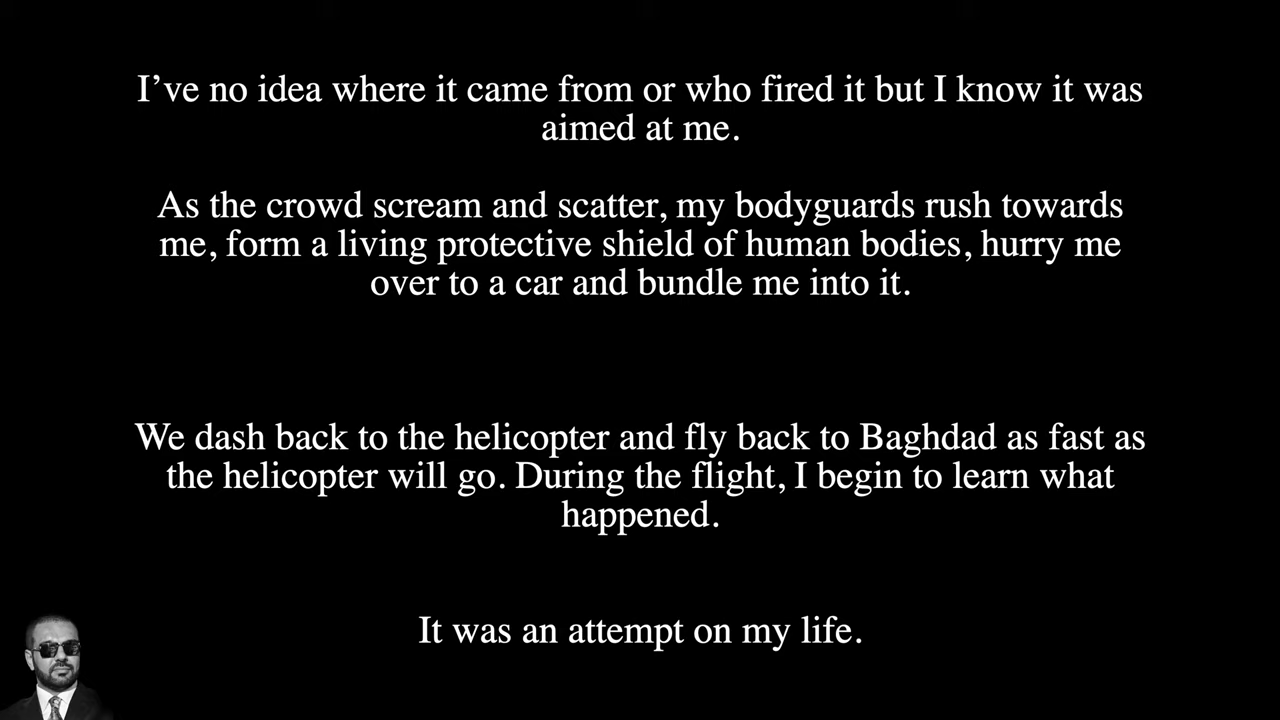 I’ve no idea where it came from or who fired it but I know it was
aimed at me.
As the crowd scream and scatter, my bodyguards rush towards
me, form a living protective shield of human bodies, hurry me
over to a car and bundle me into it.
We dash back to the helicopter and fly back to Baghdad as fast as
the helicopter will go. During the flight, I begin to learn what
happened.
It was an attempt on my life.